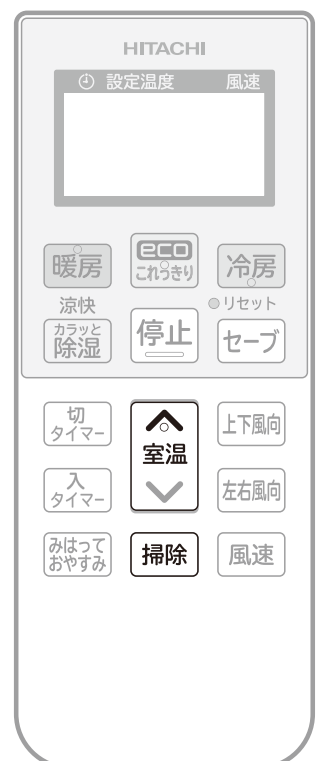 HITACHI
設定温度 風速
暖房
eco
これっきり
冷房
涼快
カラッと
除湿
停止
リセット
セーブ
切
タイマー
室温
上下風向
入
タイマー
左右風向
みはって
おやすみ
掃除
風速